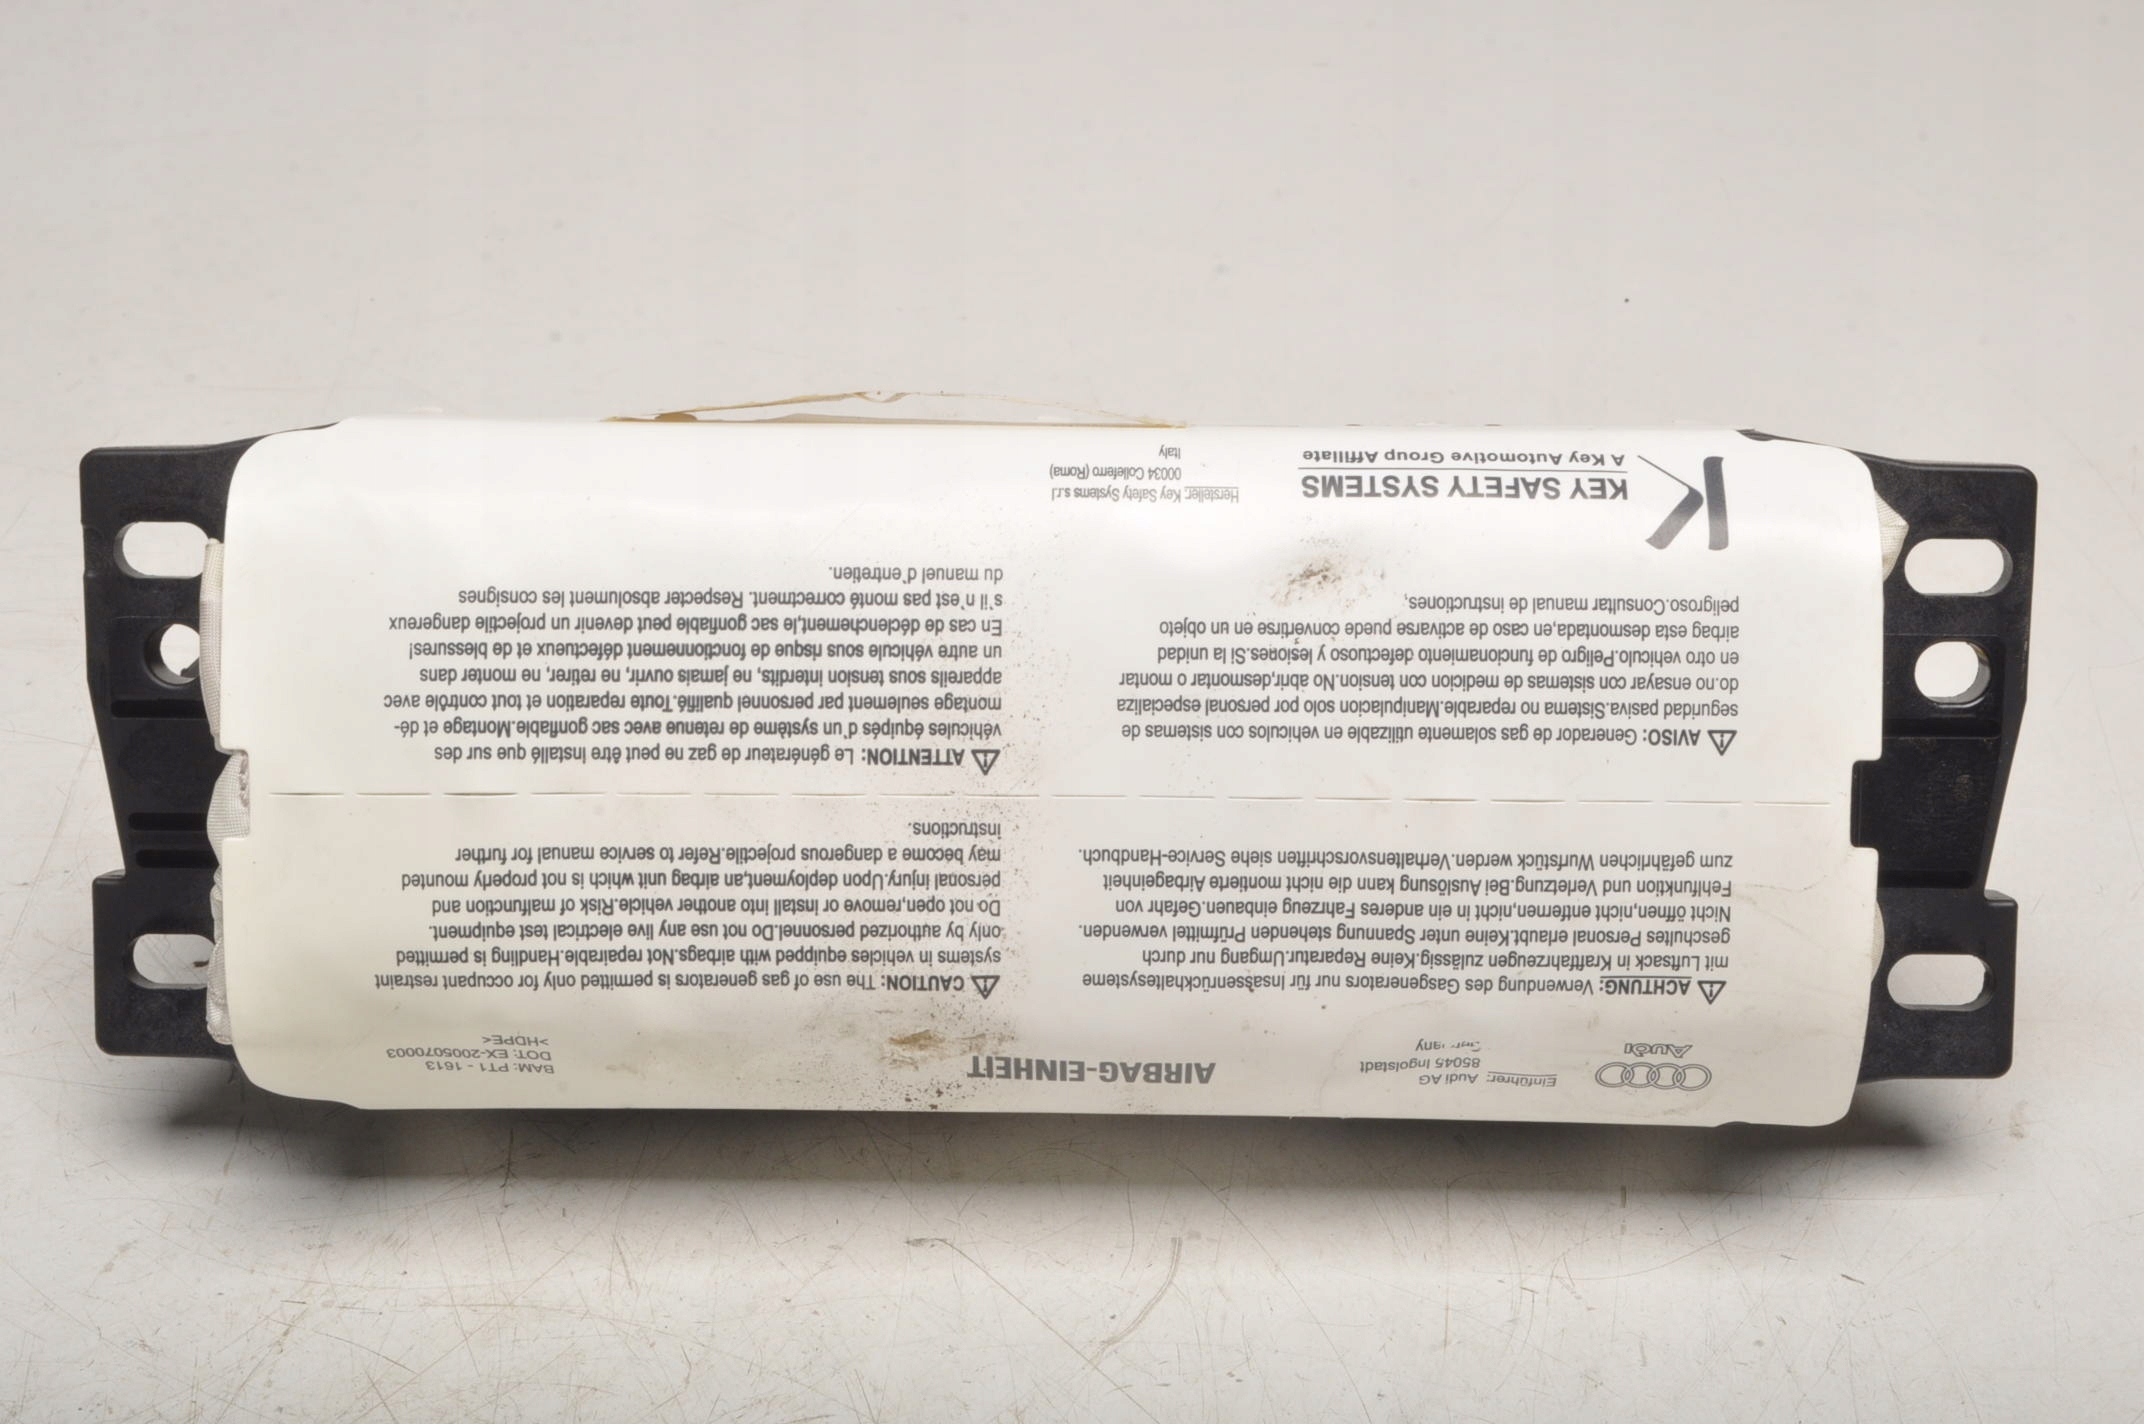 AUDI
Einführer: Audi AG
85045 Ingolstadt
AIRBAG-EINHEIT
BAM: PT1 - 1613
DOT: EX-2005070003
>HDPE<
ACHTUNG: Verwendung des Gasgenerators nur für Insassenrückhaltesysteme
mit Luftsack in Kraftfahrzeugen zulässig.Keine Reparatur.Umgang nur durch
geschultes Personal erlaubt.Keine unter Spannung stehenden Prüfmittel verwenden.
Nicht öffnen,nicht entfernen,nicht in ein anderes Fahrzeug einbauen.Gefahr von
Fehlfunktion und Verletzung.Bei Auslösung kann die nicht montierte Airbageinheit
zum gefährlichen Wurfstück werden.Verhaltensvorschriften siehe Service-Handbuch.
CAUTION: The use of gas generators is permitted only for occupant restraint
systems in vehicles equipped with airbags.Not repairable.Handling is permitted
only by authorized personnel.Do not use any live electrical test equipment.
Do not open,remove or install into another vehicle.Risk of malfunction and
personal injury.Upon deployment,an airbag unit which is not properly mounted
may become a dangerous projectile.Refer to service manual for further
instructions.
AVISO: Generador de gas solamente utilizable en vehiculos con sistemas de
seguridad pasiva.Sistema no reparable.Manipulacion solo por personal especializa
do.no ensayar con sistemas de medicion con tension.No abrir,desmontar o montar
en otro vehiculo.Peligro de funcionamiento defectuoso y lesiones.Si la unidad
airbag esta desmontada,en caso de activarse puede convertirse en un objeto
peligroso.Consultar manual de instructiones,
ATTENTION: Le générateur de gaz ne peut être installé que sur des
véhicules équipés d'un système de retenue avec sac gonflable.Montage et dé-
montage seulement par personnel qualifié.Toute reparation et tout contrôle avec
appareils sous tension interdits, ne jamais ouvrir, ne retirer, ne monter dans
un autre véhicule sous risque de fonctionnement défectueux et de blessures!
En cas de déclenchement,le sac gonflable peut devenir un projectile dangereux
s'il n'est pas monté correctment. Respecter absolument les consignes
du manuel d'entretien.
KEY SAFETY SYSTEMS
A Key Automotive Group Affiliate
Hersteller: Key Safety Systems s.r.l
00034 Colleferro (Roma)
Italy